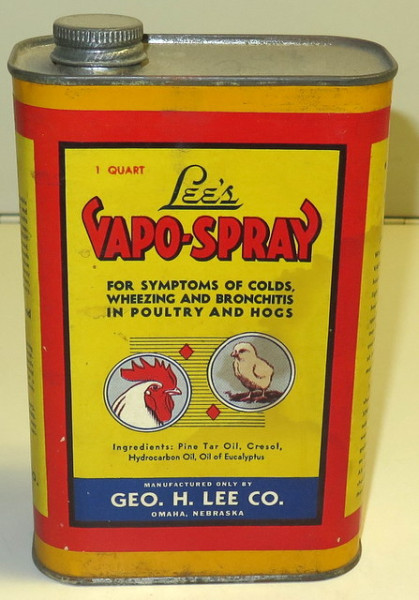 1 QUART
Lee's
VAPO-SPRAY
FOR SYMPTOMS OF COLDS,
WHEEZING AND BRONCHITIS
IN POULTRY AND HOGS
Ingredients: Pine Tar Oil, Cresol,
Hydrocarbon Oil, Oil of Eucalyptus
MANUFACTURED ONLY BY
GEO. H. LEE CO.
OMAHA, NEBRASKA